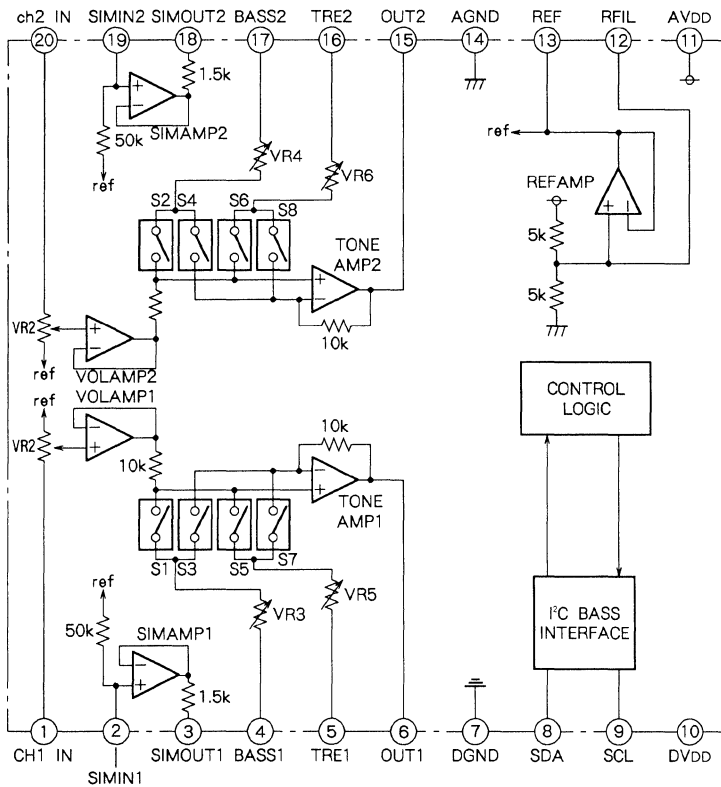 ch2 IN SIMIN2 SIMOUT2 BASS2 TRE2 OUT2 AGND REF RFIL AVDD
20 19 18 17 16 15 14 13 12 11
1.5k
+
−
50k
SIMAMP2
ref
ref
VR4
VR6
REFAMP
+ −
S2 S4 S6 S8
5k
TONE
AMP2
+
−
5k
10k
VR2
+
−
ref
VOLAMP2
VOLAMP1
ref
CONTROL
LOGIC
−
+
VR2
10k
10k
−
+
TONE
AMP1
S1 S3 S5 S7
ref
VR5
VR3
I²C BASS
INTERFACE
50k
SIMAMP1
−
+
1.5k
1 2 3 4 5 6 7 8 9 10
CH1 IN SIMOUT1 BASS1 TRE1 OUT1 DGND SDA SCL DVDD
SIMIN1